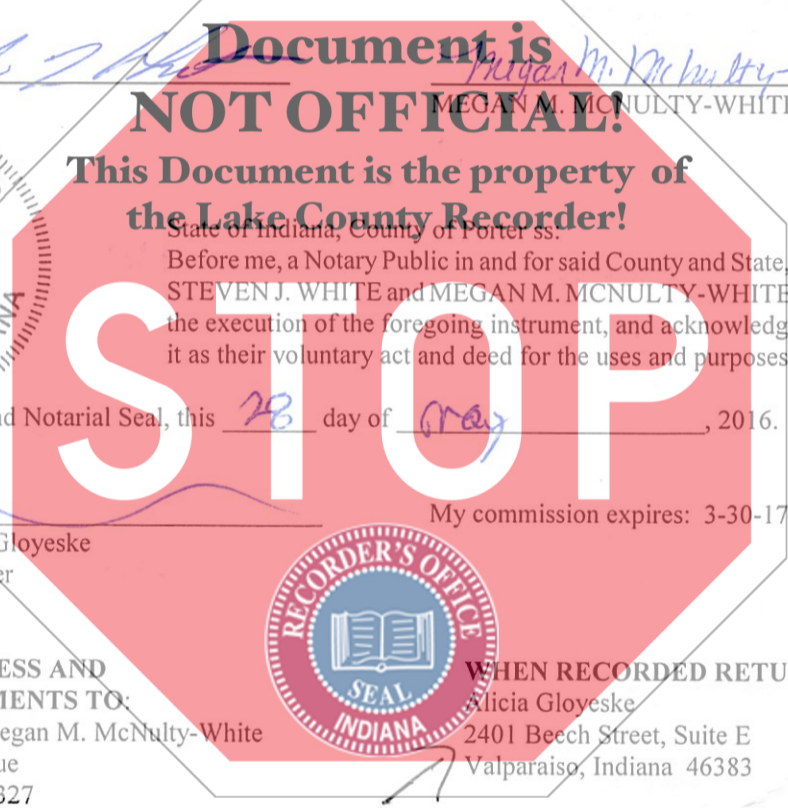 Document is
Megan M. McNulty-
NOT OFFICIAL!
MEGAN M. MCNULTY-WHITE
This Document is the property of
the Lake County Recorder!
State of Indiana, County of Porter ss:
Before me, a Notary Public in and for said County and State,
STEVEN J. WHITE and MEGAN M. MCNULTY-WHITE
the execution of the foregoing instrument, and acknowledg
it as their voluntary act and deed for the uses and purposes
STOP
nd Notarial Seal, this 28 day of May, 2016.
My commission expires: 3-30-17
Gloyeske
er
RECORDER'S OFFICE
SEAL
INDIANA
ESS AND
MENTS TO:
egan M. McNulty-White
ue
327
WHEN RECORDED RETU
Alicia Gloyeske
2401 Beech Street, Suite E
Valparaiso, Indiana 46383